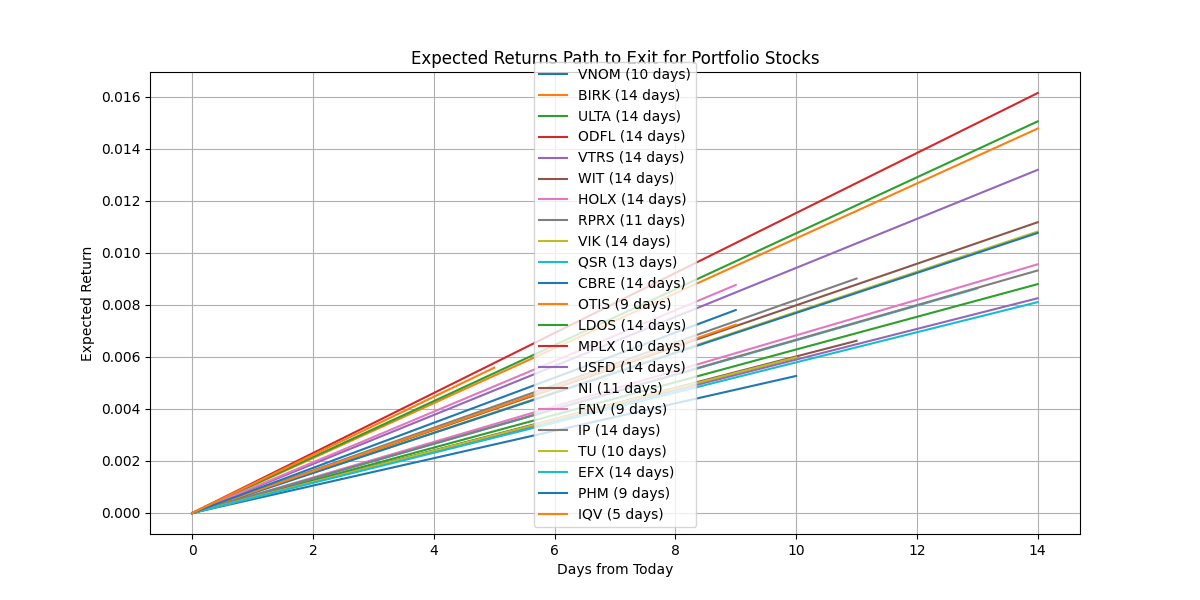 Expected Returns Path to Exit for Portfolio Stocks
VNOM (10 days)
BIRK (14 days)
ULTA (14 days)
ODFL (14 days)
VTRS (14 days)
WIT (14 days)
HOLX (14 days)
RPRX (11 days)
VIK (14 days)
QSR (13 days)
CBRE (14 days)
OTIS (9 days)
LDOS (14 days)
MPLX (10 days)
USFD (14 days)
NI (11 days)
FNV (9 days)
IP (14 days)
TU (10 days)
EFX (14 days)
PHM (9 days)
IQV (5 days)
Expected Return
0.016
0.014
0.012
0.010
0.008
0.006
0.004
0.002
0.000
0 2 4 6 8 10 12 14
Days from Today